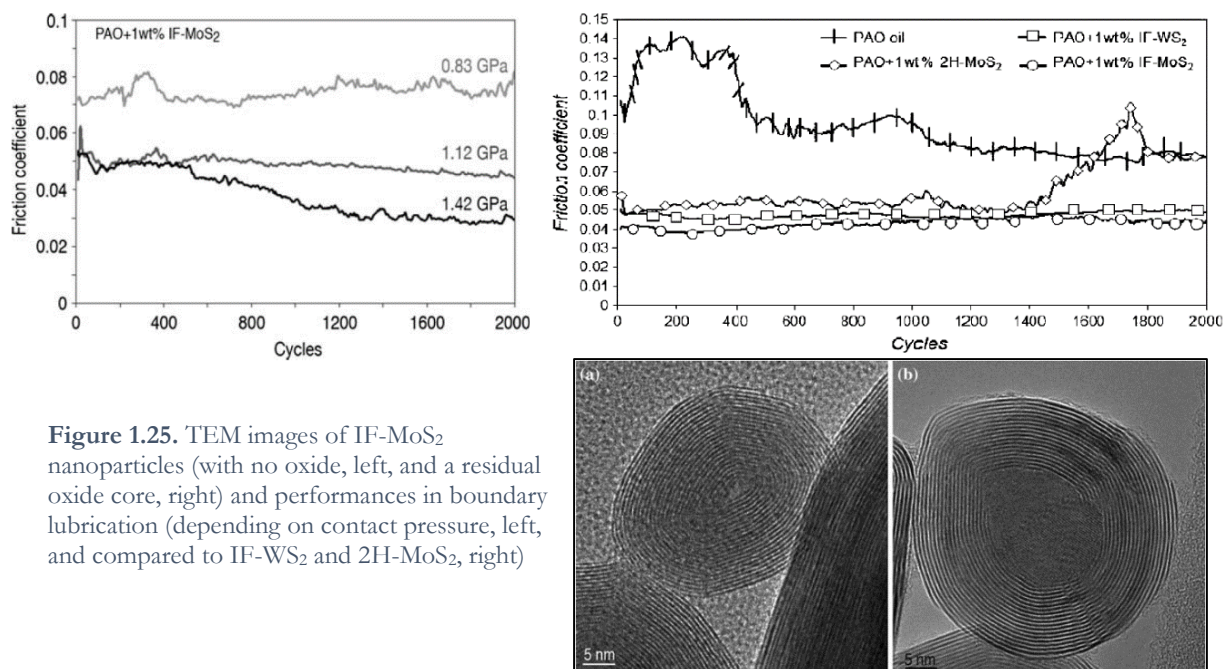 0.1
PAO+1wt% IF-MoS₂
0.83 GPa
0.08
0.06
1.12 GPa
0.04
1.42 GPa
0.02
0
Friction coefficient
0 400 800 1200 1600 2000
Cycles
0.15
0.14
0.13
0.12
0.11
0.1
0.09
0.08
0.07
0.06
0.05
0.04
0.03
0.02
0.01
0.00
Friction coefficient
PAO oil
PAO+1wt% IF-WS₂
PAO+1wt% 2H-MoS₂
PAO+1wt% IF-MoS₂
0 200 400 600 800 1000 1200 1400 1600 1800 2000
Cycles
Figure 1.25. TEM images of IF-MoS₂
nanoparticles (with no oxide, left, and a residual
oxide core, right) and performances in boundary
lubrication (depending on contact pressure, left,
and compared to IF-WS₂ and 2H-MoS₂, right)
(a)
5 nm
(b)
5 nm